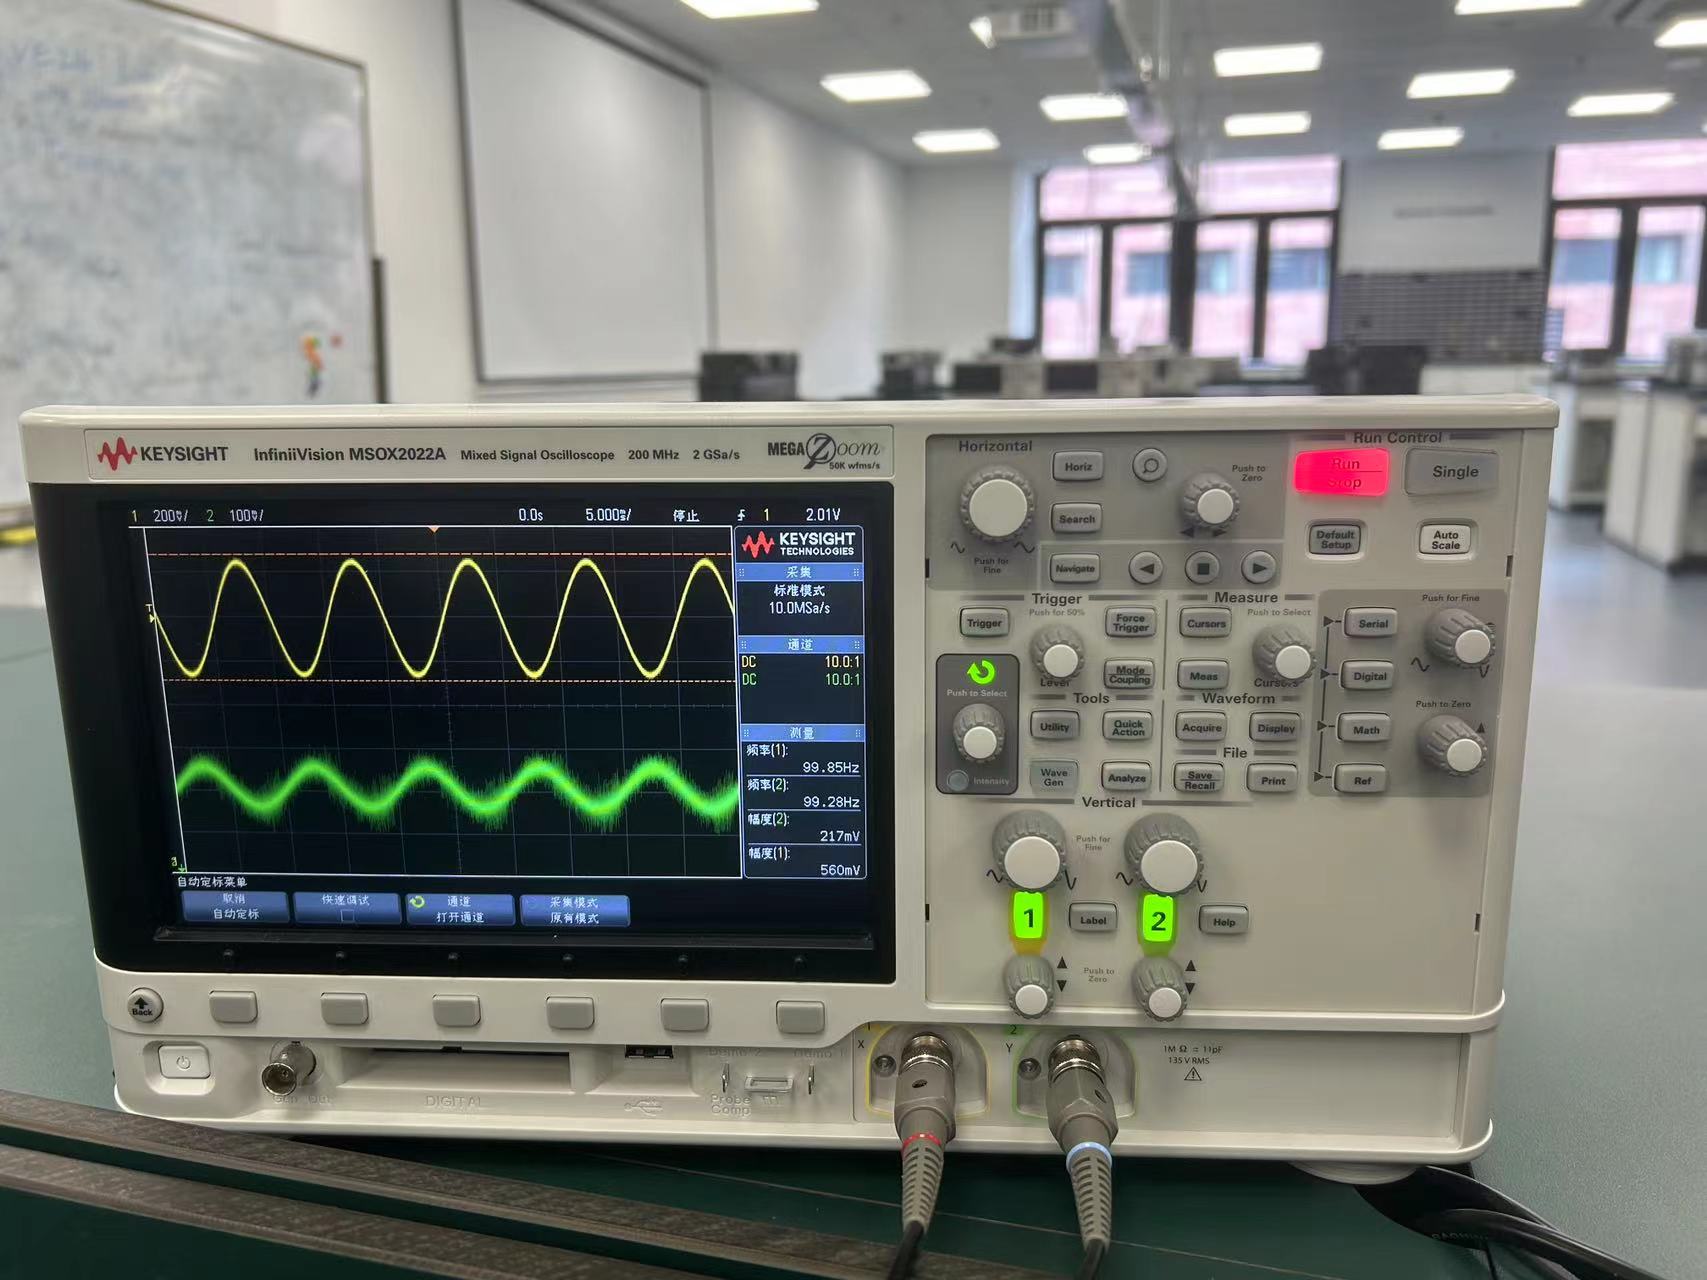 KEYSIGHT InfiniiVision MSOX2022A Mixed Signal Oscilloscope 200 MHz 2 GSa/s MEGA Zoom
50K wfms/s
1 200V/ 2 100V/ 0.0s 5.000ms/ 停止 1 2.01V
KEYSIGHT
TECHNOLOGIES
采集
标准模式
10.0MSa/s
通道
DC 10.0:1
DC 10.0:1
测量
频率(1):
99.85Hz
频率(2):
99.28Hz
幅度(2):
217mV
幅度(1):
560mV
T
自动定标菜单
取消
自动定标
快速调试
通道
打开通道
采集模式
原有模式
Back
DIGITAL
Probe
Comp
Horizontal
Horiz
Push to
Zero
Search
Push for
Fine
Navigate
Run Control
Run
Stop
Single
Default
Setup
Auto
Scale
Trigger
Push for 50%
Trigger
Force
Trigger
Level
Mode
Coupling
Measure
Push to Select
Cursors
Meas
Cursors
Push to Select
Intensity
Tools
Utility
Quick
Action
Wave
Gen
Analyze
Waveform
Acquire
Display
File
Save
Recall
Print
Push for Fine
Serial
Digital
Push to Zero
Math
Ref
Vertical
Push for
Fine
1
Label
2
Help
Push to
Zero
X
2
Y
1M Ω ≅ 11pF
135 V RMS